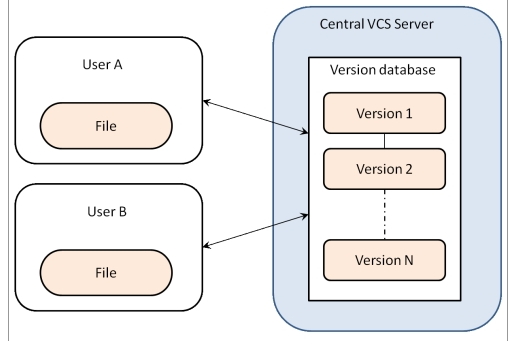 Central VCS Server
User A
File
User B
File
Version database
Version 1
Version 2
Version N